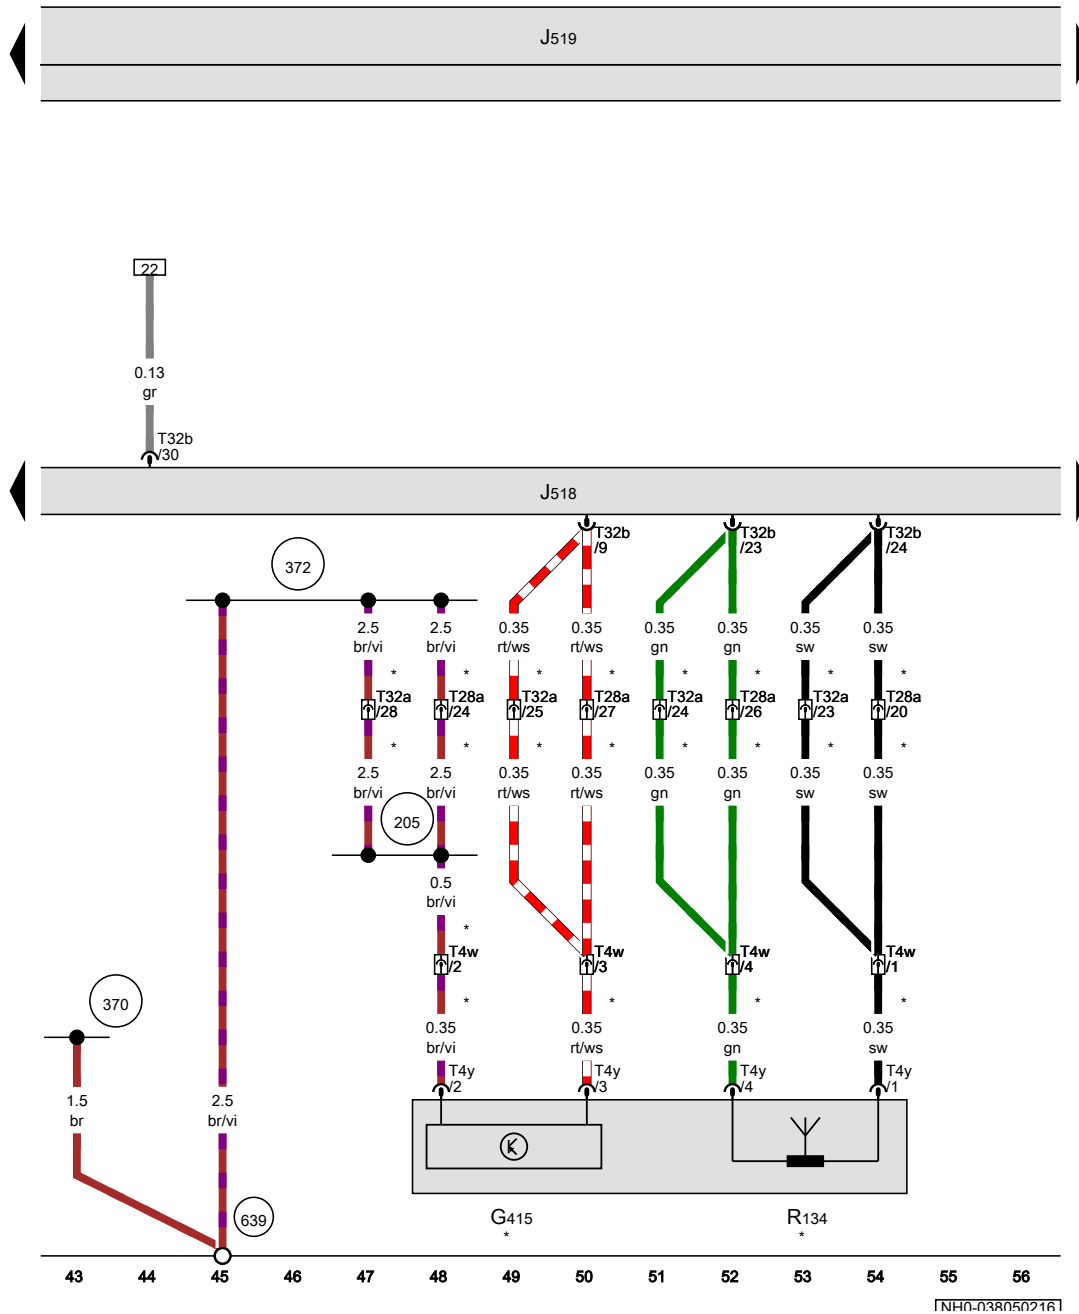 J519
22
0.13
gr
T32b
/30
J518
T32b
/9
T32b
/23
T32b
/24
372
2.5 2.5 0.35 0.35 0.35 0.35 0.35 0.35
br/vi br/vi rt/ws rt/ws gn gn sw sw
* * * * * * * *
T32a T28a T32a T28a T32a T28a T32a T28a
/28 /24 /25 /27 /24 /26 /23 /20
* * * * * * * *
2.5 2.5 0.35 0.35 0.35 0.35 0.35 0.35
br/vi br/vi rt/ws rt/ws gn gn sw sw
205
0.5
br/vi
*
T4w T4w T4w T4w
/2 /3 /4 /1
370
* * * *
0.35 0.35 0.35 0.35
br/vi rt/ws gn sw
T4y T4y T4y T4y
/2 /3 /4 /1
1.5 2.5
br br/vi
639
G415 R134
* *
43 44 45 46 47 48 49 50 51 52 53 54 55 56
NH0-038050216